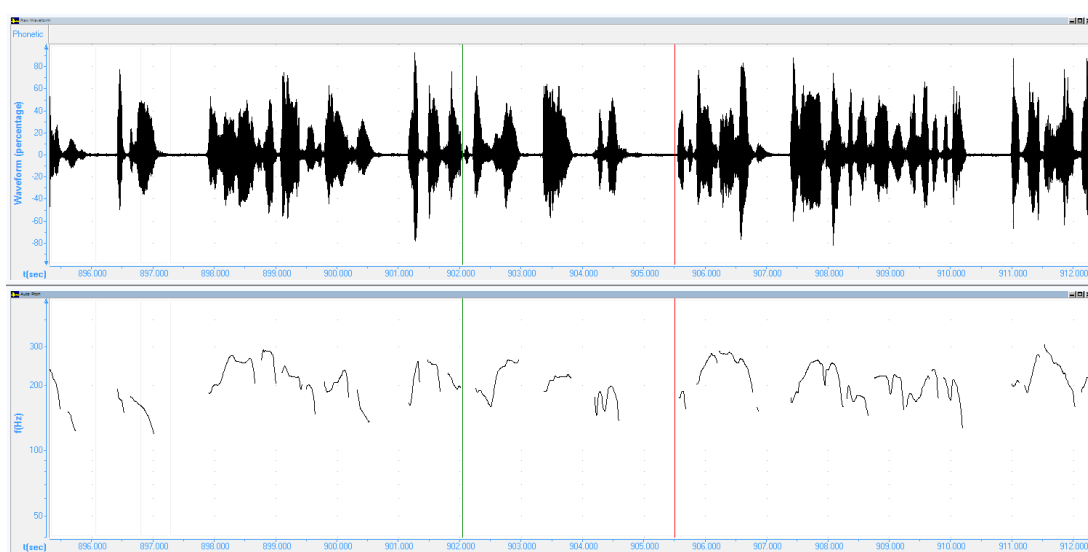 Raw Waveform
Phonetic
Waveform (percentage)
80
60
40
20
0
-20
-40
-60
-80
t(sec) 896.000 897.000 898.000 899.000 900.000 901.000 902.000 903.000 904.000 905.000 906.000 907.000 908.000 909.000 910.000 911.000 912.000
Auto Pitch
f(Hz)
300
200
100
50
t(sec) 896.000 897.000 898.000 899.000 900.000 901.000 902.000 903.000 904.000 905.000 906.000 907.000 908.000 909.000 910.000 911.000 912.000